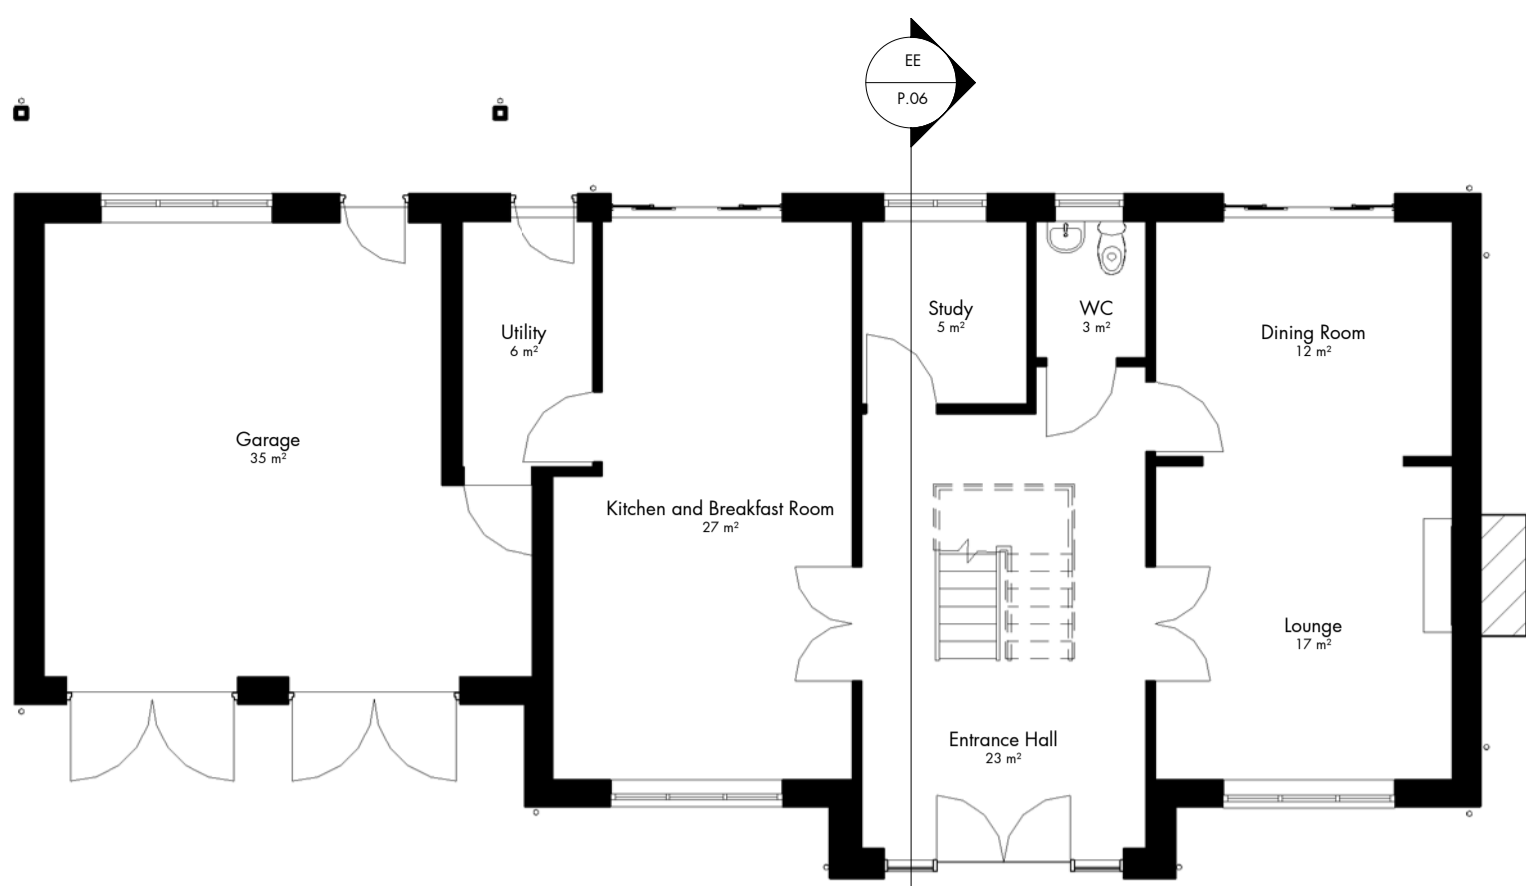 EE
P.06
Study
5 m²
WC
3 m²
Utility
6 m²
Dining Room
12 m²
Garage
35 m²
Kitchen and Breakfast Room
27 m²
Lounge
17 m²
Entrance Hall
23 m²